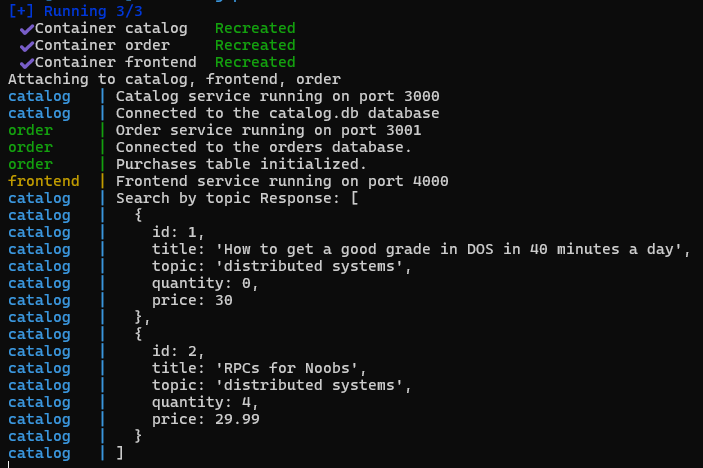 [+] Running 3/3
✔Container catalog   Recreated
✔Container order     Recreated
✔Container frontend  Recreated
Attaching to catalog, frontend, order
catalog   | Catalog service running on port 3000
catalog   | Connected to the catalog.db database
order     | Order service running on port 3001
order     | Connected to the orders database.
order     | Purchases table initialized.
frontend  | Frontend service running on port 4000
catalog   | Search by topic Response: [
catalog   |   {
catalog   |     id: 1,
catalog   |     title: 'How to get a good grade in DOS in 40 minutes a day',
catalog   |     topic: 'distributed systems',
catalog   |     quantity: 0,
catalog   |     price: 30
catalog   |   },
catalog   |   {
catalog   |     id: 2,
catalog   |     title: 'RPCs for Noobs',
catalog   |     topic: 'distributed systems',
catalog   |     quantity: 4,
catalog   |     price: 29.99
catalog   |   }
catalog   | ]